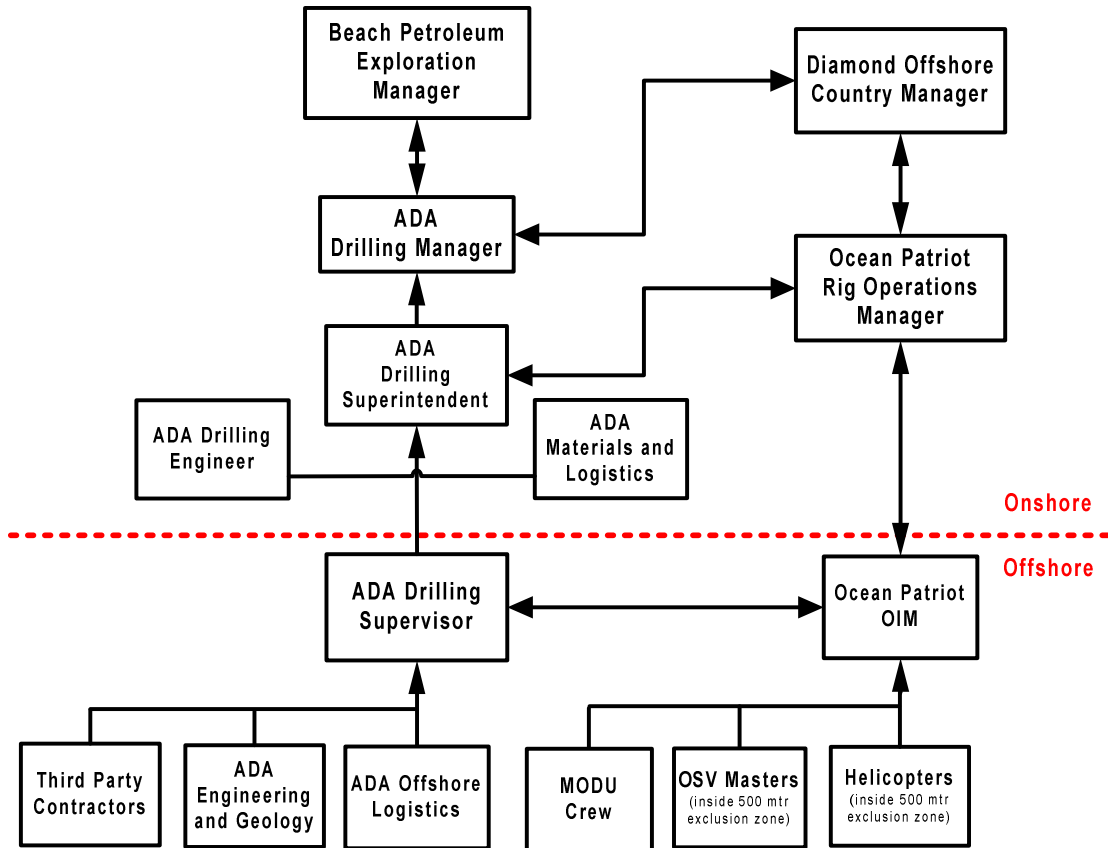 Beach Petroleum
Exploration
Manager
Diamond Offshore
Country Manager
ADA
Drilling Manager
Ocean Patriot
Rig Operations
Manager
ADA
Drilling
Superintendent
ADA Drilling
Engineer
ADA
Materials and
Logistics
Onshore
Offshore
ADA Drilling
Supervisor
Ocean Patriot
OIM
Third Party
Contractors
ADA
Engineering
and Geology
ADA Offshore
Logistics
MODU
Crew
OSV Masters
(inside 500 mtr
exclusion zone)
Helicopters
(inside 500 mtr
exclusion zone)